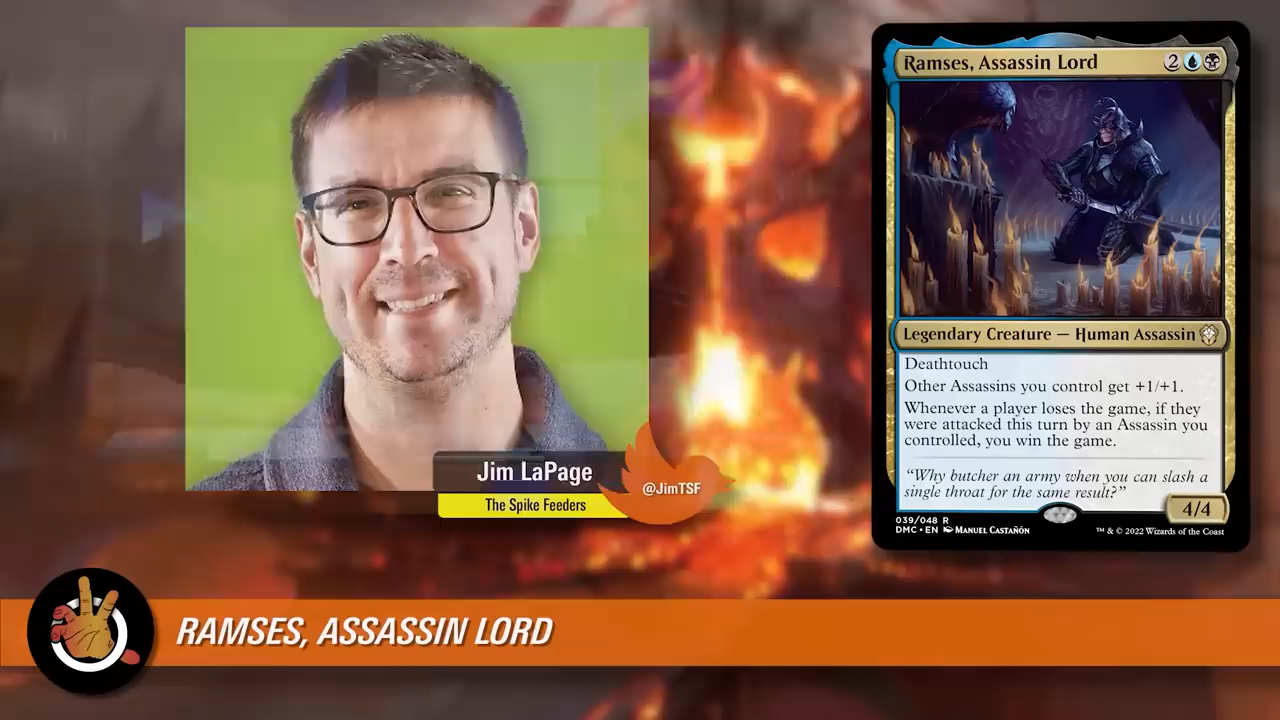 Jim LaPage
The Spike Feeders
@JimTSF
Ramses, Assassin Lord
2
Legendary Creature — Human Assassin
Deathtouch
Other Assassins you control get +1/+1.
Whenever a player loses the game, if they
were attacked this turn by an Assassin you
controlled, you win the game.
“Why butcher an army when you can slash a
single throat for the same result?”
4/4
039/048 R
DMC • EN Manuel Castañón
™ & © 2022 Wizards of the Coast
RAMSES, ASSASSIN LORD